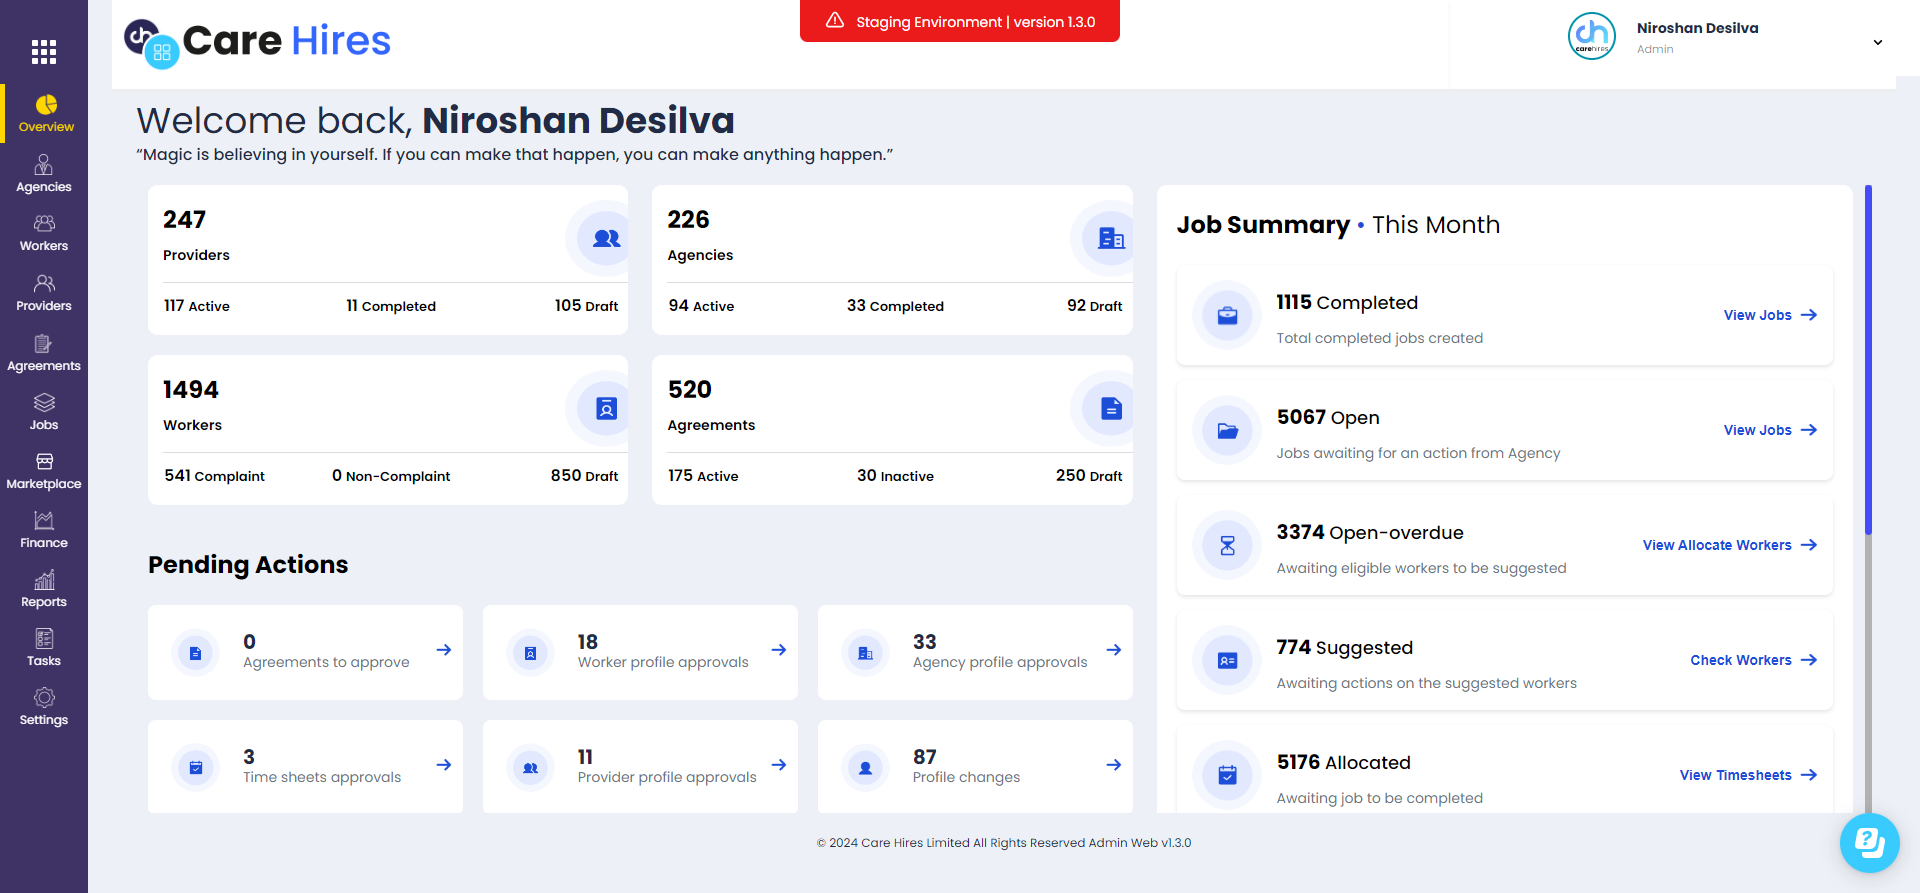 Overview
Agencies
Workers
Providers
Agreements
Jobs
Marketplace
Finance
Reports
Tasks
Settings
ch Care Hires
Staging Environment | version 1.3.0
ch
carehires
Niroshan Desilva
Admin
Welcome back, Niroshan Desilva
“Magic is believing in yourself. If you can make that happen, you can make anything happen.”
247
Providers
117 Active 11 Completed 105 Draft
226
Agencies
94 Active 33 Completed 92 Draft
1494
Workers
541 Complaint 0 Non-Complaint 850 Draft
520
Agreements
175 Active 30 Inactive 250 Draft
Pending Actions
0
Agreements to approve
18
Worker profile approvals
33
Agency profile approvals
3
Time sheets approvals
11
Provider profile approvals
87
Profile changes
Job Summary • This Month
1115 Completed
Total completed jobs created
View Jobs
5067 Open
Jobs awaiting for an action from Agency
View Jobs
3374 Open-overdue
Awaiting eligible workers to be suggested
View Allocate Workers
774 Suggested
Awaiting actions on the suggested workers
Check Workers
5176 Allocated
Awaiting job to be completed
View Timesheets
© 2024 Care Hires Limited All Rights Reserved Admin Web v1.3.0
?